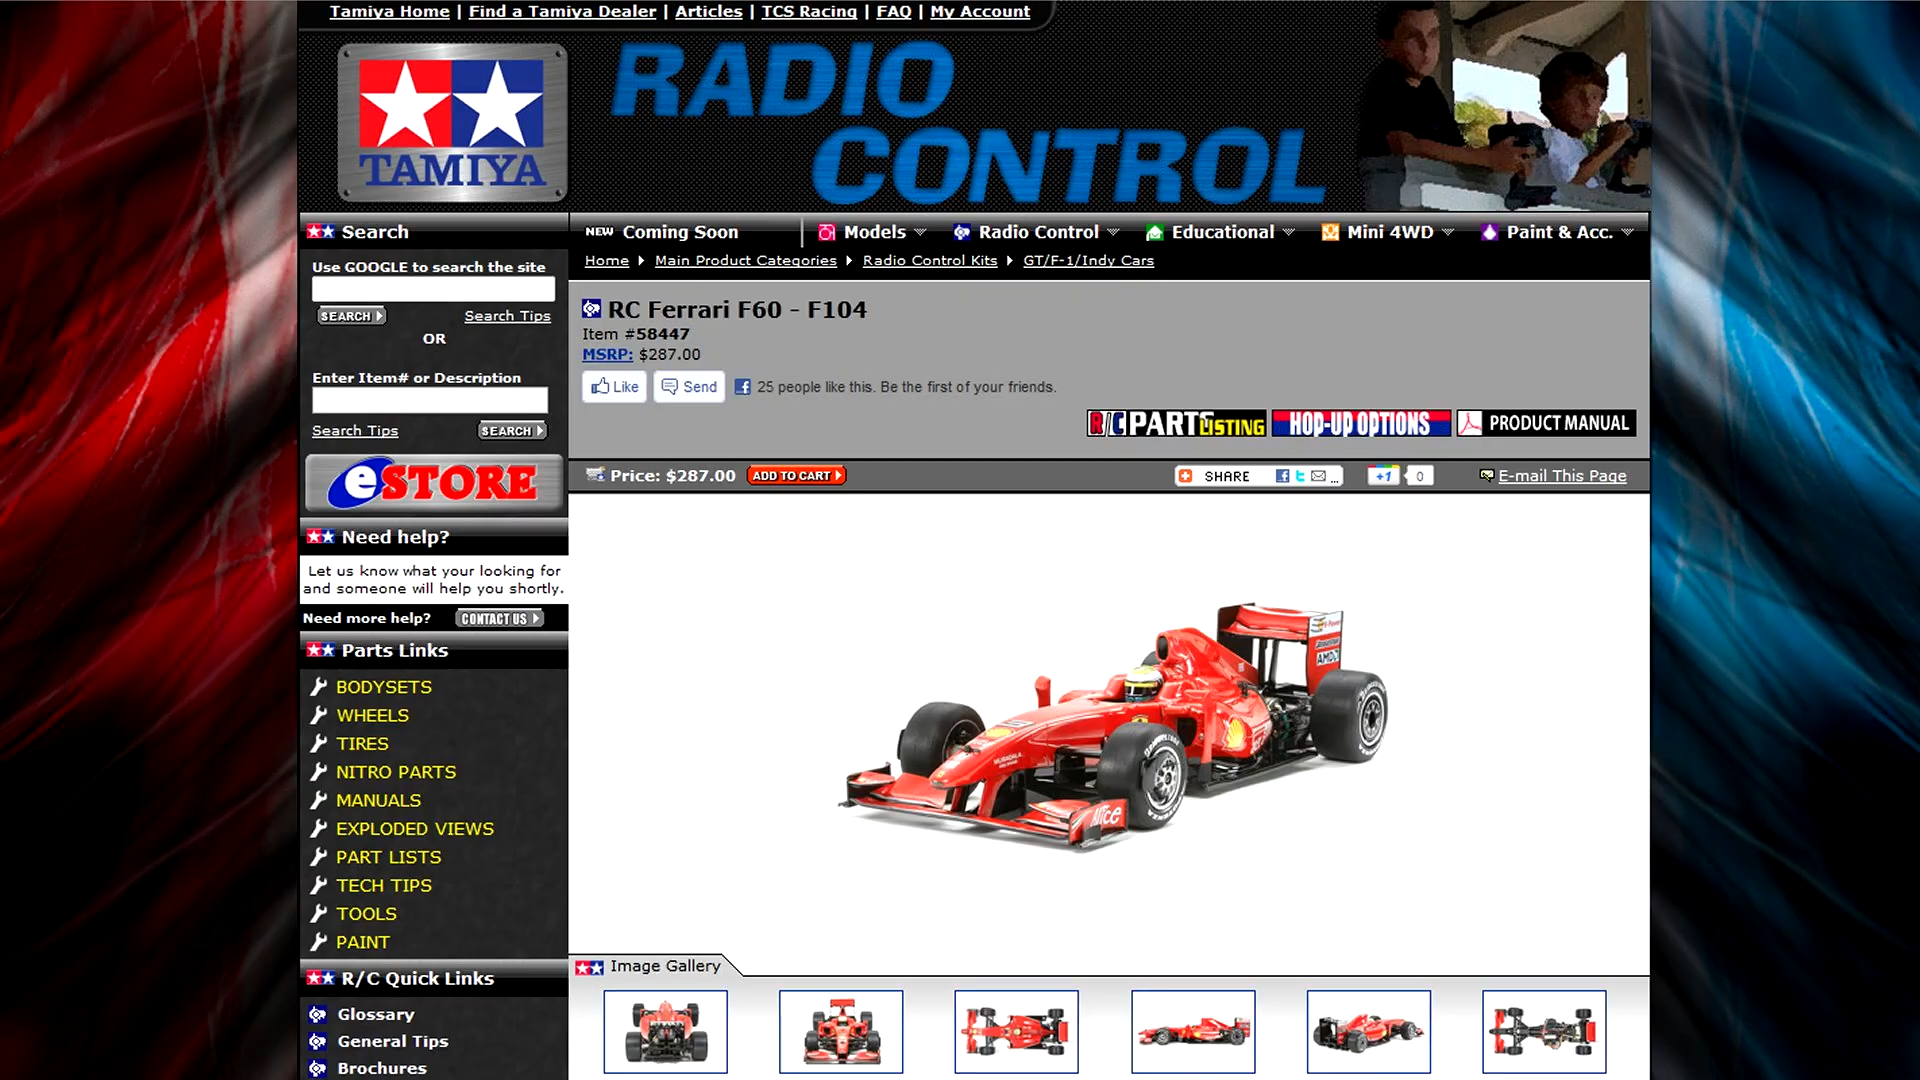 Tamiya Home | Find a Tamiya Dealer | Articles | TCS Racing | FAQ | My Account
TAMIYA
RADIO
CONTROL
Search
NEW Coming Soon
Models
Radio Control
Educational
Mini 4WD
Paint & Acc.
Home
Main Product Categories
Radio Control Kits
GT/F-1/Indy Cars
Use GOOGLE to search the site
SEARCH
Search Tips
OR
Enter Item# or Description
Search Tips
SEARCH
eSTORE
Need help?
Let us know what your looking for
and someone will help you shortly.
Need more help?
CONTACT US
Parts Links
BODYSETS
WHEELS
TIRES
NITRO PARTS
MANUALS
EXPLODED VIEWS
PART LISTS
TECH TIPS
TOOLS
PAINT
R/C Quick Links
Glossary
General Tips
Brochures
RC Ferrari F60 - F104
Item #58447
MSRP: $287.00
Like
Send
25 people like this. Be the first of your friends.
R/C PARTS LISTING
HOP-UP OPTIONS
PRODUCT MANUAL
Price: $287.00
ADD TO CART
SHARE
...
+1
0
E-mail This Page
AMD
NICE
Image Gallery